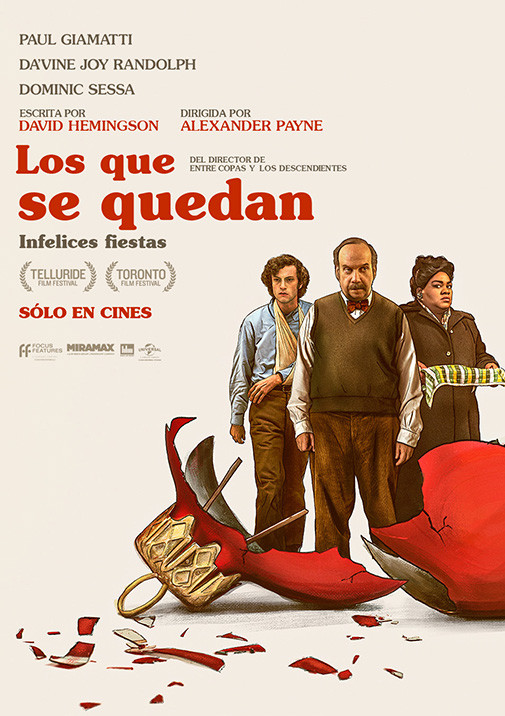 PAUL GIAMATTI
DA'VINE JOY RANDOLPH
DOMINIC SESSA
ESCRITA POR
DAVID HEMINGSON
DIRIGIDA POR
ALEXANDER PAYNE
Los que
DEL DIRECTOR DE
ENTRE COPAS Y LOS DESCENDIENTES
se quedan
Infelices fiestas
TELLURIDE
FILM FESTIVAL
TORONTO
FILM FESTIVAL
SÓLO EN CINES
FOCUS
FEATURES
MIRAMAX
UNIVERSAL